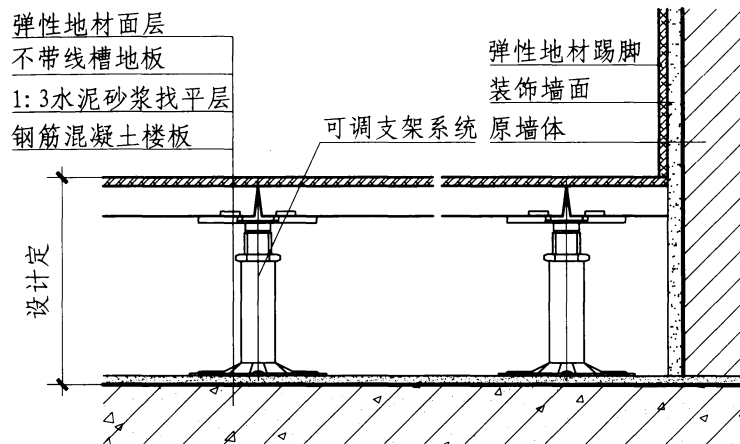 弹性地材面层
不带线槽地板
1:3水泥砂浆找平层
钢筋混凝土楼板
可调支架系统
弹性地材踢脚
装饰墙面
原墙体
设计定